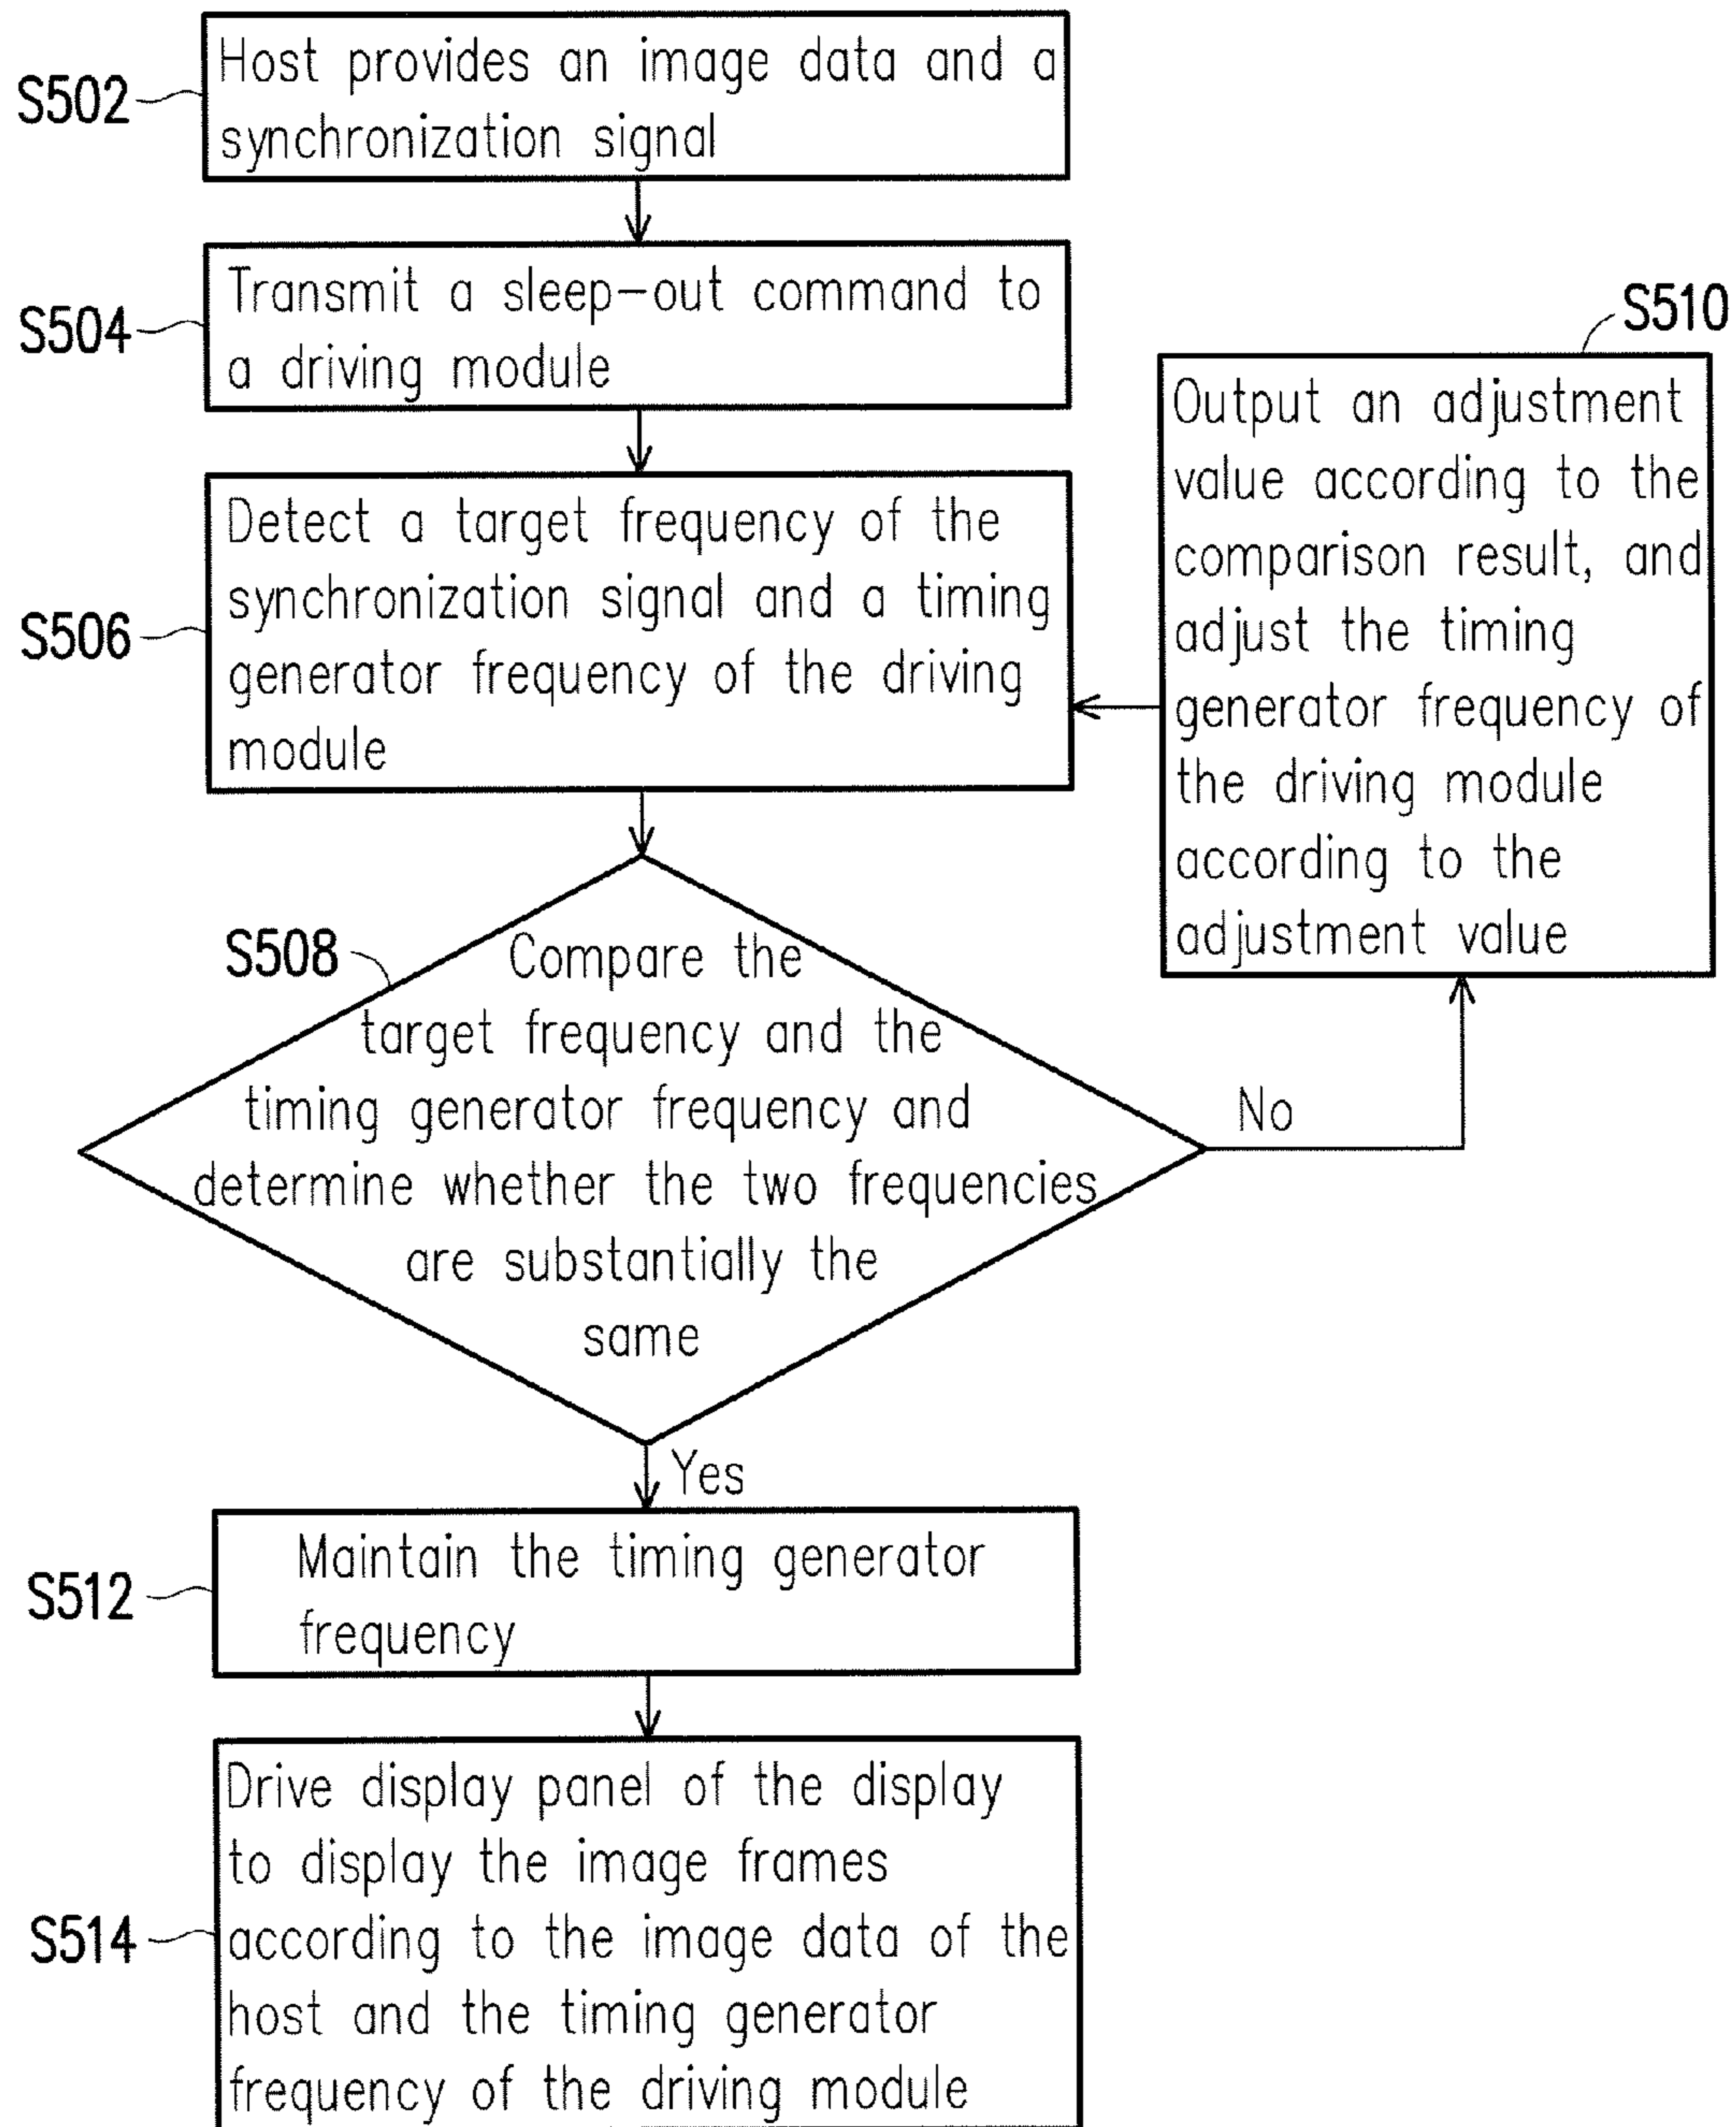 S502
Host provides an image data and a
synchronization signal
S504
Transmit a sleep-out command to
a driving module
S506
Detect a target frequency of the
synchronization signal and a timing
generator frequency of the driving
module
S510
Output an adjustment
value according to the
comparison result, and
adjust the timing
generator frequency of
the driving module
according to the
adjustment value
S508
Compare the
target frequency and the
timing generator frequency and
determine whether the two frequencies
are substantially the
same
No
Yes
S512
Maintain the timing generator
frequency
S514
Drive display panel of the display
to display the image frames
according to the image data of the
host and the timing generator
frequency of the driving module